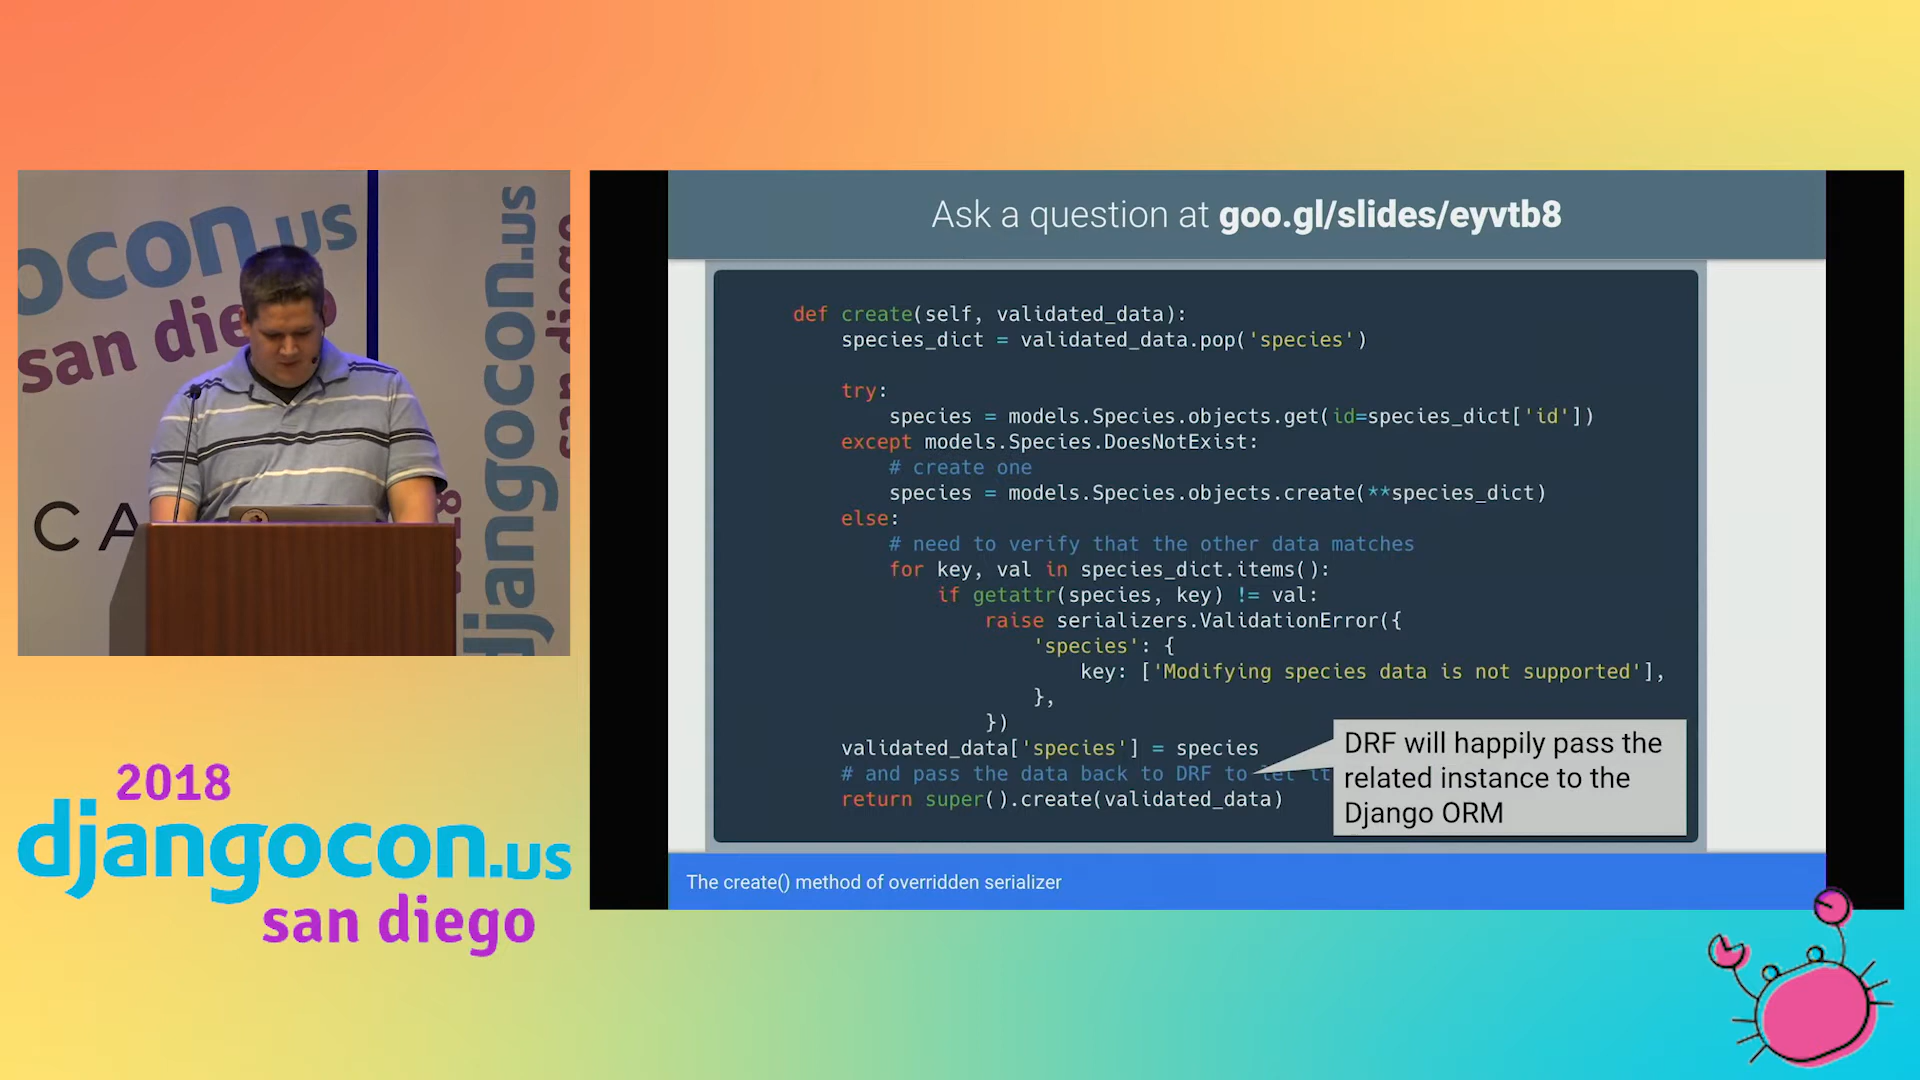 Ask a question at goo.gl/slides/eyvtb8
def create(self, validated_data):
species_dict = validated_data.pop('species')
try:
species = models.Species.objects.get(id=species_dict['id'])
except models.Species.DoesNotExist:
# create one
species = models.Species.objects.create(**species_dict)
else:
# need to verify that the other data matches
for key, val in species_dict.items():
if getattr(species, key) != val:
raise serializers.ValidationError({
'species': {
key: ['Modifying species data is not supported'],
},
})
validated_data['species'] = species
# and pass the data back to DRF to let it
return super().create(validated_data)
DRF will happily pass the
related instance to the
Django ORM
The create() method of overridden serializer
ocon.us
san die
CA
djangocon.us
2018
djangocon.us
san diego